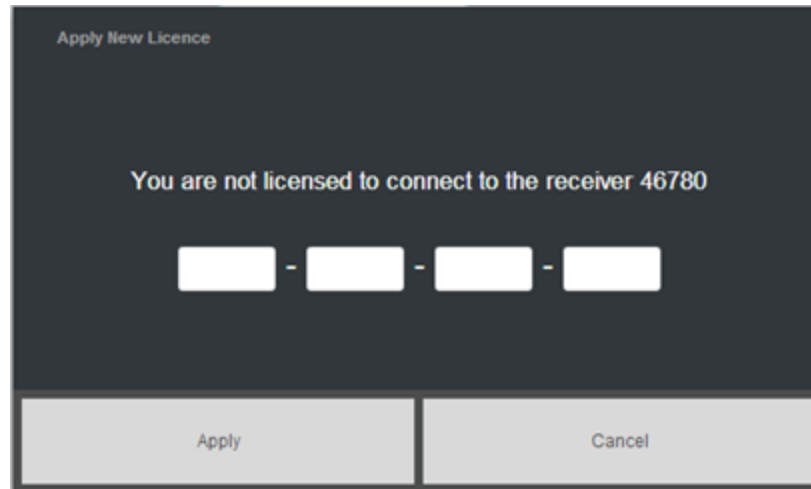 Apply New Licence
You are not licensed to connect to the receiver 46780
- - -
Apply Cancel